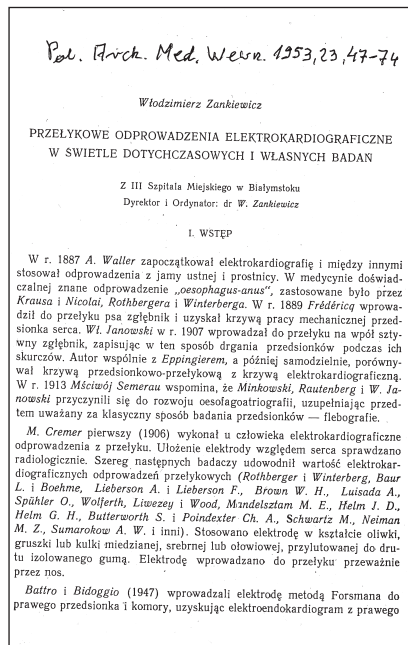 Pol. Arch. Med. Wewn. 1953, 23, 47-74
Włodzimierz Zankiewicz
PRZEŁYKOWE ODPROWADZENIA ELEKTROKARDIOGRAFICZNE
W ŚWIETLE DOTYCHCZASOWYCH I WŁASNYCH BADAŃ
Z III Szpitala Miejskiego w Białymstoku
Dyrektor i Ordynator: dr W. Zankiewicz
I. WSTĘP
W r. 1887 A. Waller zapoczątkował elektrokardiografię i między innymi
stosował odprowadzenia z jamy ustnej i prostnicy. W medycynie doświad-
czalnej znane odprowadzenie „oesophagus-anus", zastosowane było przez
Krausa i Nicolai, Rothbergera i Winterberga. W r. 1889 Frédéricq wprowa-
dził do przełyku psa zgłębnik i uzyskał krzywą pracy mechanicznej przed-
sionka serca. Wł. Janowski w r. 1907 wprowadzał do przełyku na wpół szty-
wny zgłębnik, zapisując w ten sposób drgania przedsionków podczas ich
skurczów. Autor wspólnie z Eppingierem, a później samodzielnie, porówny-
wał krzywą przedsionkowo-przełykową z krzywą elektrokardiograficzną.
W r. 1913 Mściwój Semerau wspomina, że Minkowski, Rautenberg i W. Ja-
nowski przyczynili się do rozwoju oesofagoatriografii, uzupełniając przed-
tem uważany za klasyczny sposób badania przedsionków — flebografie.
M. Cremer pierwszy (1906) wykonał u człowieka elektrokardiograficzne
odprowadzenia z przełyku. Ułożenie elektrody względem serca sprawdzano
radiologicznie. Szereg następnych badaczy udowodnił wartość elektrokar-
diograficznych odprowadzeń przełykowych (Rothberger i Winterberg, Baur
L. i Boehme, Lieberson A. i Lieberson F., Brown W. H., Luisada A.,
Spühler O., Wolferth, Liwezey i Wood, Mandelsztam M. E., Helm J. D.,
Helm G. H., Butterworth S. i Poindexter Ch. A., Schwartz M., Neiman
M. Z., Sumarokow A. W. i inni). Stosowano elektrodę w kształcie oliwki,
gruszki lub kulki miedzianej, srebrnej lub ołowiowej, przylutowanej do dru-
tu izolowanego gumą. Elektrodę wprowadzano do przełyku przeważnie
przez nos.
Battro i Bidoggio (1947) wprowadzali elektrodę metodą Forsmana do
prawego przedsionka i komory, uzyskując elektroendokardiogram z prawego